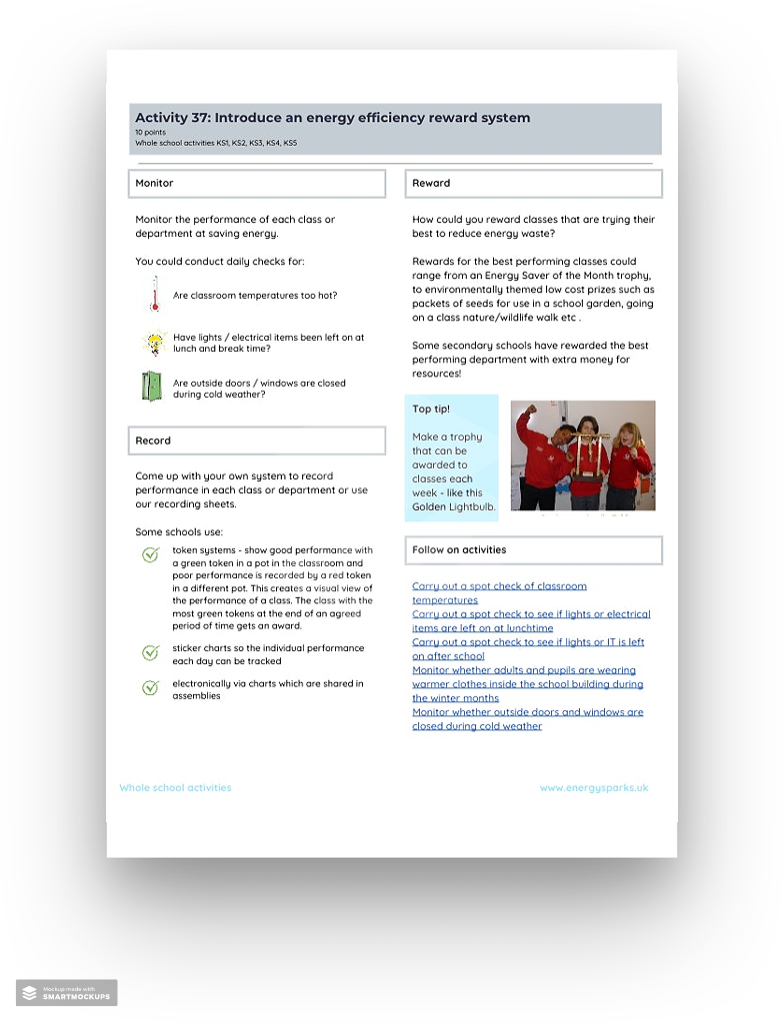 Activity 37: Introduce an energy efficiency reward system
10 points
Whole school activities KS1, KS2, KS3, KS4, KS5
Monitor
Monitor the performance of each class or
department at saving energy.
You could conduct daily checks for:
Are classroom temperatures too hot?
Have lights / electrical items been left on at
lunch and break time?
Are outside doors / windows are closed
during cold weather?
Record
Come up with your own system to record
performance in each class or department or use
our recording sheets.
Some schools use:
token systems - show good performance with
a green token in a pot in the classroom and
poor performance is recorded by a red token
in a different pot. This creates a visual view of
the performance of a class. The class with the
most green tokens at the end of an agreed
period of time gets an award.
sticker charts so the individual performance
each day can be tracked
electronically via charts which are shared in
assemblies
Reward
How could you reward classes that are trying their
best to reduce energy waste?
Rewards for the best performing classes could
range from an Energy Saver of the Month trophy,
to environmentally themed low cost prizes such as
packets of seeds for use in a school garden, going
on a class nature/wildlife walk etc .
Some secondary schools have rewarded the best
performing department with extra money for
resources!
Top tip!
Make a trophy
that can be
awarded to
classes each
week - like this
Golden Lightbulb.
Follow on activities
Carry out a spot check of classroom
temperatures
Carry out a spot check to see if lights or electrical
items are left on at lunchtime
Carry out a spot check to see if lights or IT is left
on after school
Monitor whether adults and pupils are wearing
warmer clothes inside the school building during
the winter months
Monitor whether outside doors and windows are
closed during cold weather
Whole school activities
www.energysparks.uk
Mockup made with
SMARTMOCKUPS